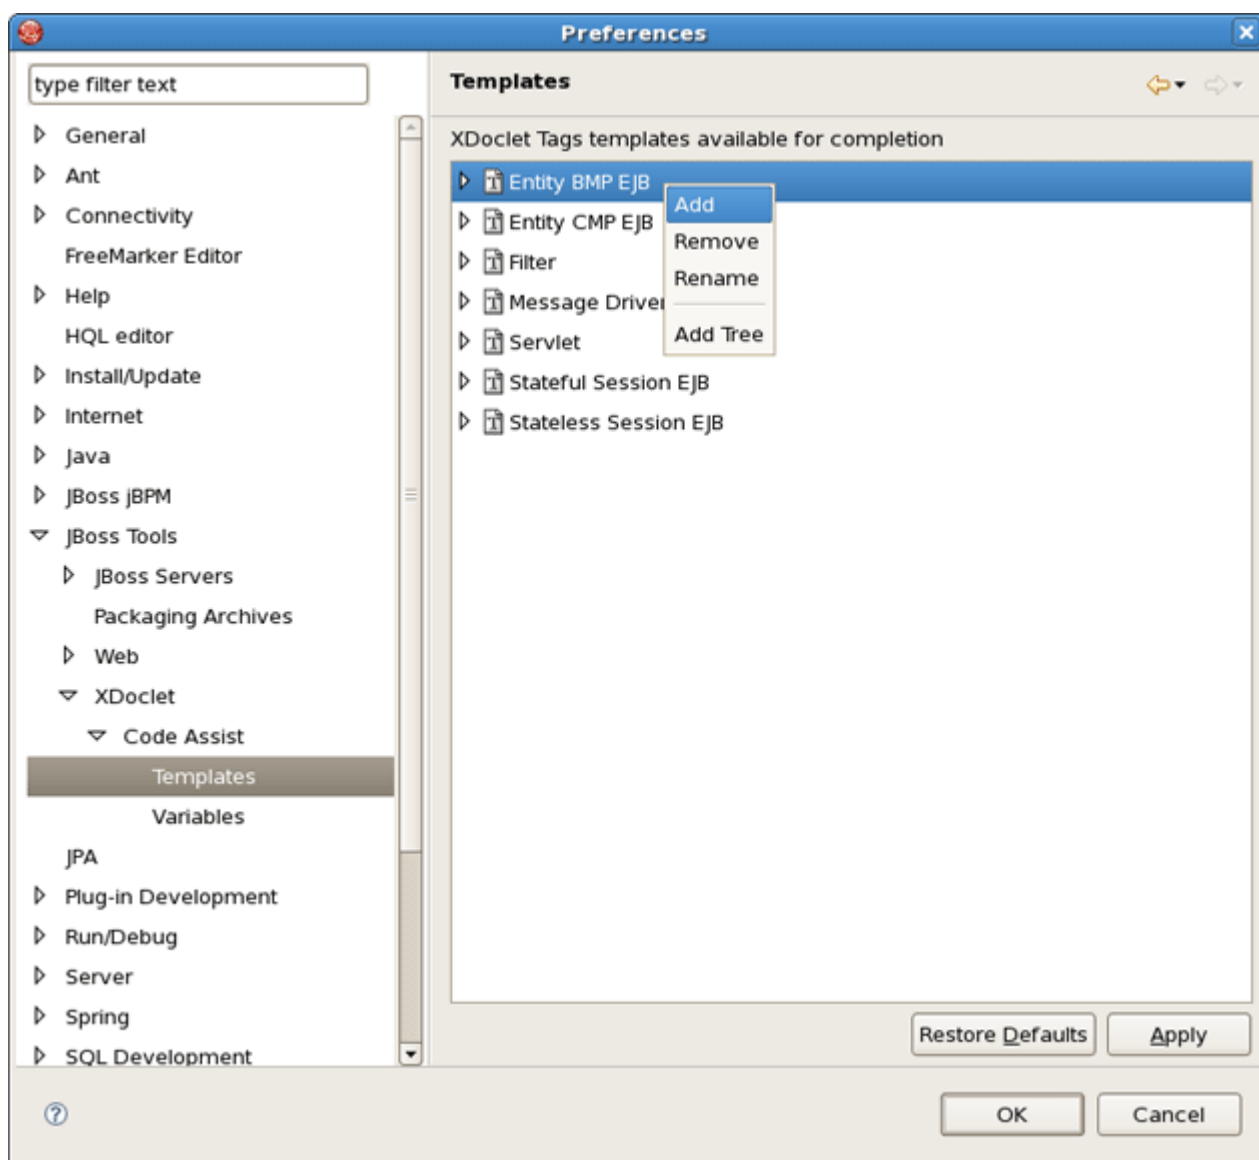 Preferences
type filter text
General
Ant
Connectivity
FreeMarker Editor
Help
HQL editor
Install/Update
Internet
Java
JBoss jBPM
JBoss Tools
JBoss Servers
Packaging Archives
Web
XDoclet
Code Assist
Templates
Variables
JPA
Plug-in Development
Run/Debug
Server
Spring
SQL Development
Templates
XDoclet Tags templates available for completion
Entity BMP EJB
Entity CMP EJB
Filter
Message Driven
Servlet
Stateful Session EJB
Stateless Session EJB
Add
Remove
Rename
Add Tree
Restore Defaults
Apply
OK
Cancel